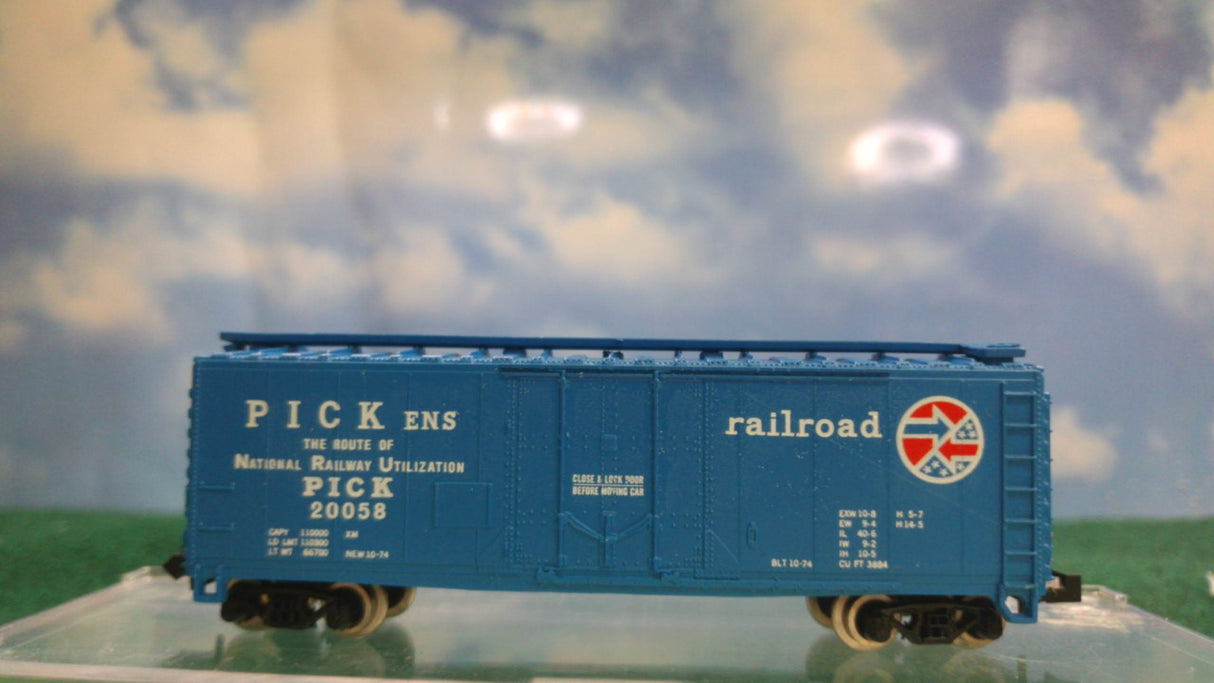 PICK ENS
THE ROUTE OF
NATIONAL RAILWAY UTILIZATION
PICK
20058
CAPY 110000 XM
LD LMT 110300
LT WT 66700 NEW 10-74
CLOSE & LOCK DOOR
BEFORE MOVING CAR
railroad
EXW 10-8 H 5-7
EW 9-4 H 14-5
IL 40-6
IW 9-2
IH 10-5
BLT 10-74 CU FT 3884